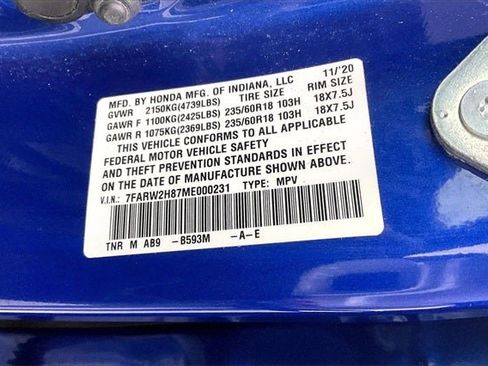 MFD. BY HONDA MFG. OF INDIANA, LLC 11/'20
GVWR 2150KG(4739LBS) TIRE SIZE RIM SIZE
GAWR F 1100KG(2425LBS) 235/60R18 103H 18X7.5J
GAWR R 1075KG(2369LBS) 235/60R18 103H 18X7.5J
THIS VEHICLE CONFORMS TO ALL APPLICABLE
FEDERAL MOTOR VEHICLE SAFETY
AND THEFT PREVENTION STANDARDS IN EFFECT
ON THE DATE OF MANUFACTURE SHOWN ABOVE.
V.I.N.: 7FARW2H87ME000231 TYPE: MPV
TNR M AB9 -B593M -A-E